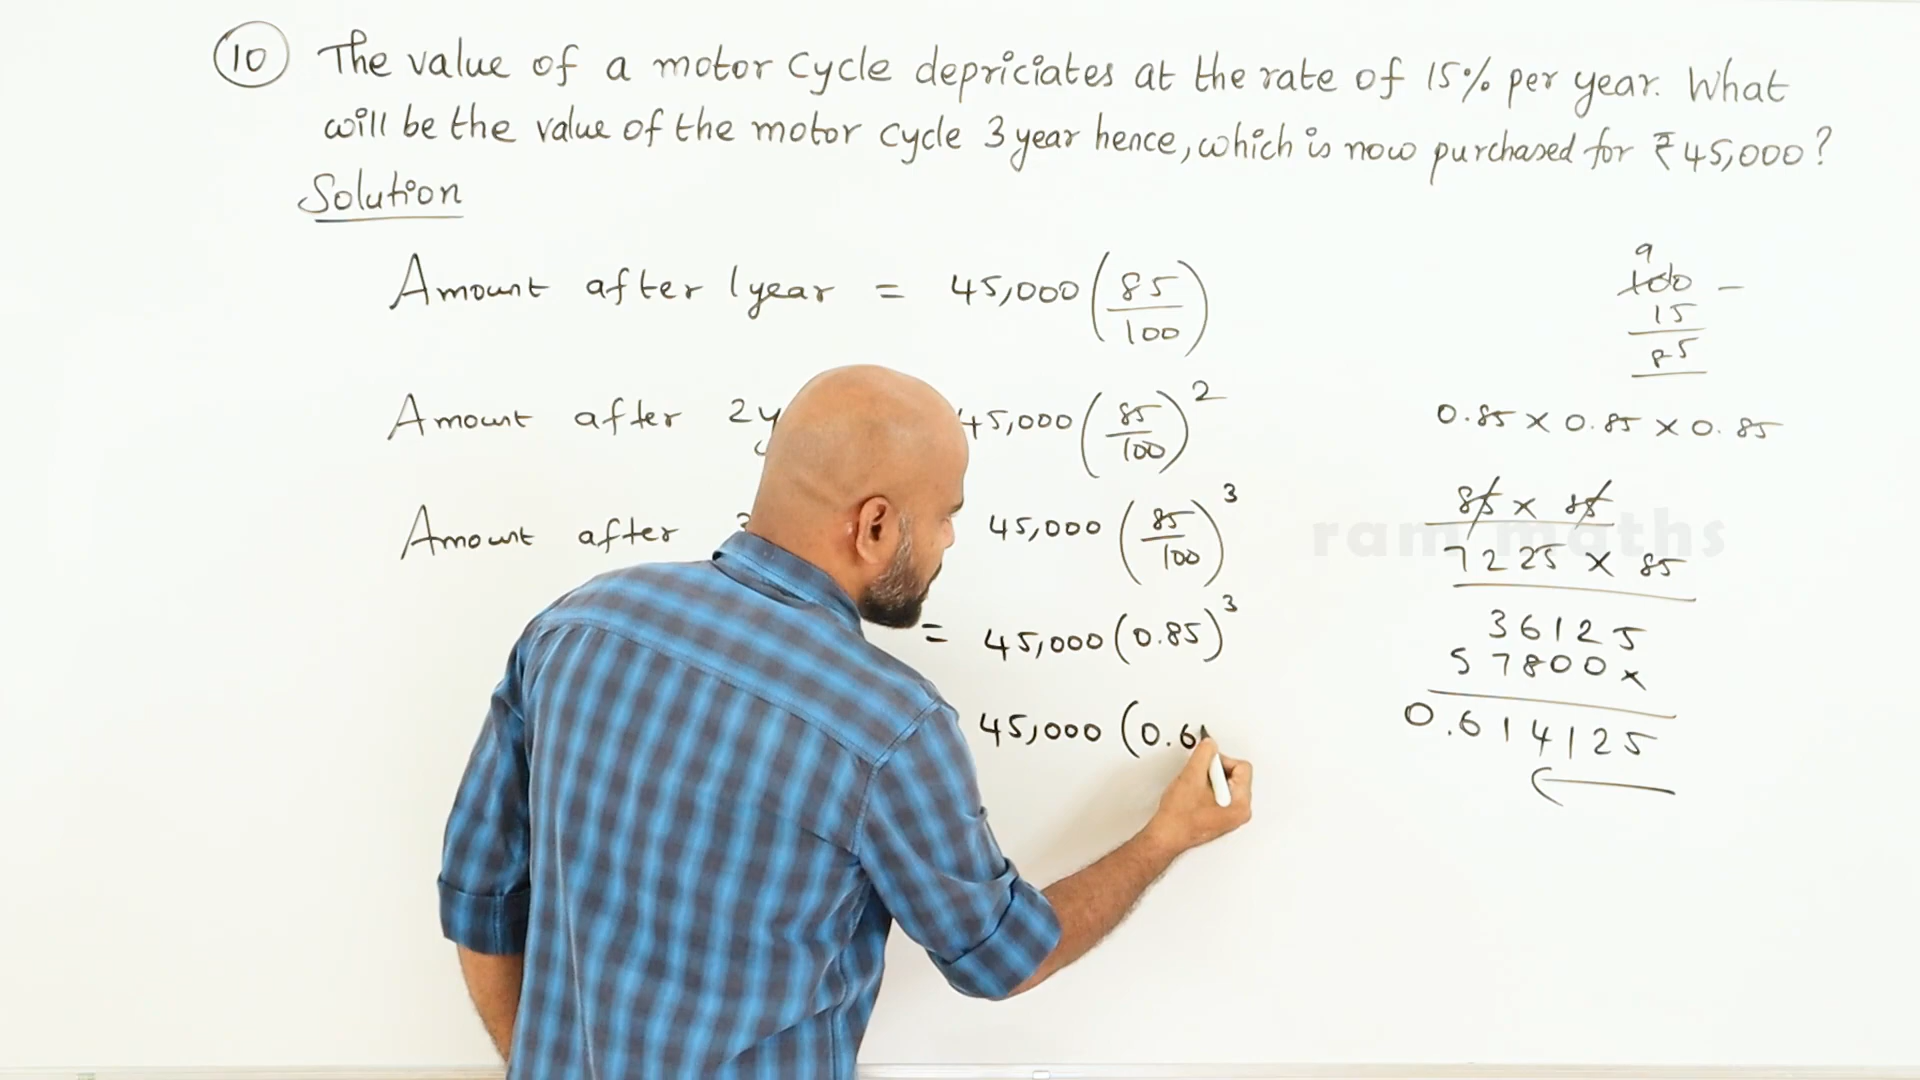 10 The value of a motor cycle depriciates at the rate of 15% per year. What
will be the value of the motor cycle 3 year hence, which is now purchased for ₹45,000?
Solution
Amount after 1 year = 45,000 (85/100)
Amount after 2 45,000 (85/100)²
Amount after 45,000 (85/100)³
= 45,000 (0.85)³
45,000 (0.6
9
100 -
15
85
0.85 x 0.85 x 0.85
85 x 85
7225 x 85
36125
57800x
0.614125
ram maths